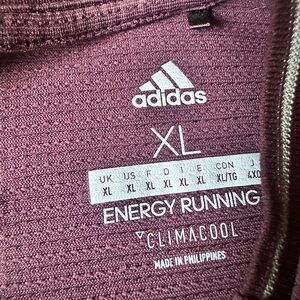 adidas
XL
UK US F D I E CON J
XL XL XL XL XL XL XL/TG 4XO
ENERGY RUNNING
CLIMACOOL
MADE IN PHILIPPINES